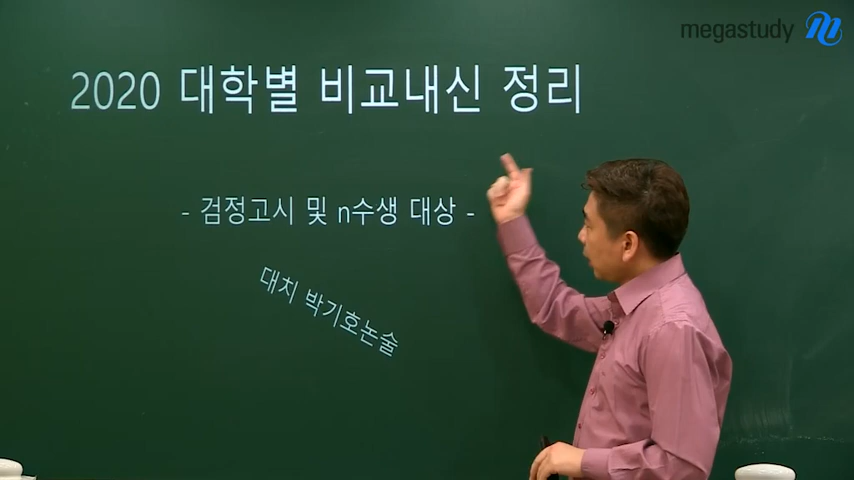 megastudy
2020 대학별 비교내신 정리
- 검정고시 및 n수생 대상 -
대치 박기호논술